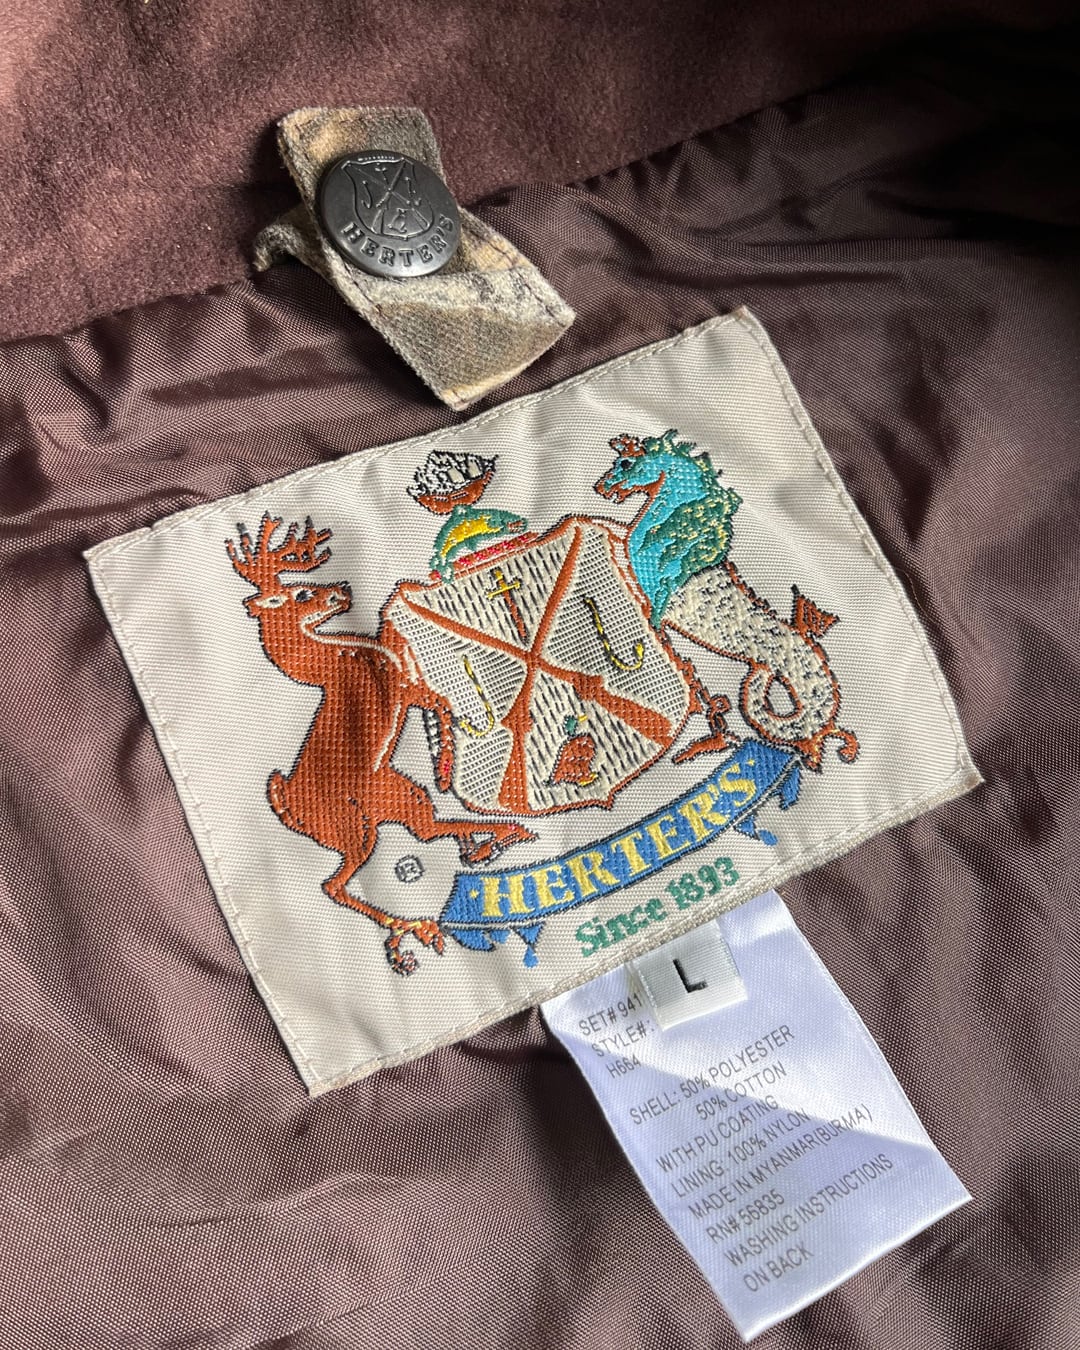 HERTER'S
HERTER'S
®
Since 1893
L
SET# 941
STYLE#:
H664
SHELL: 50% POLYESTER
50% COTTON
WITH PU COATING
LINING: 100% NYLON
MADE IN MYANMAR(BURMA)
RN# 56835
WASHING INSTRUCTIONS
ON BACK